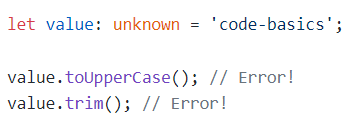 let value: unknown = 'code-basics';
value.toUpperCase(); // Error!
value.trim(); // Error!